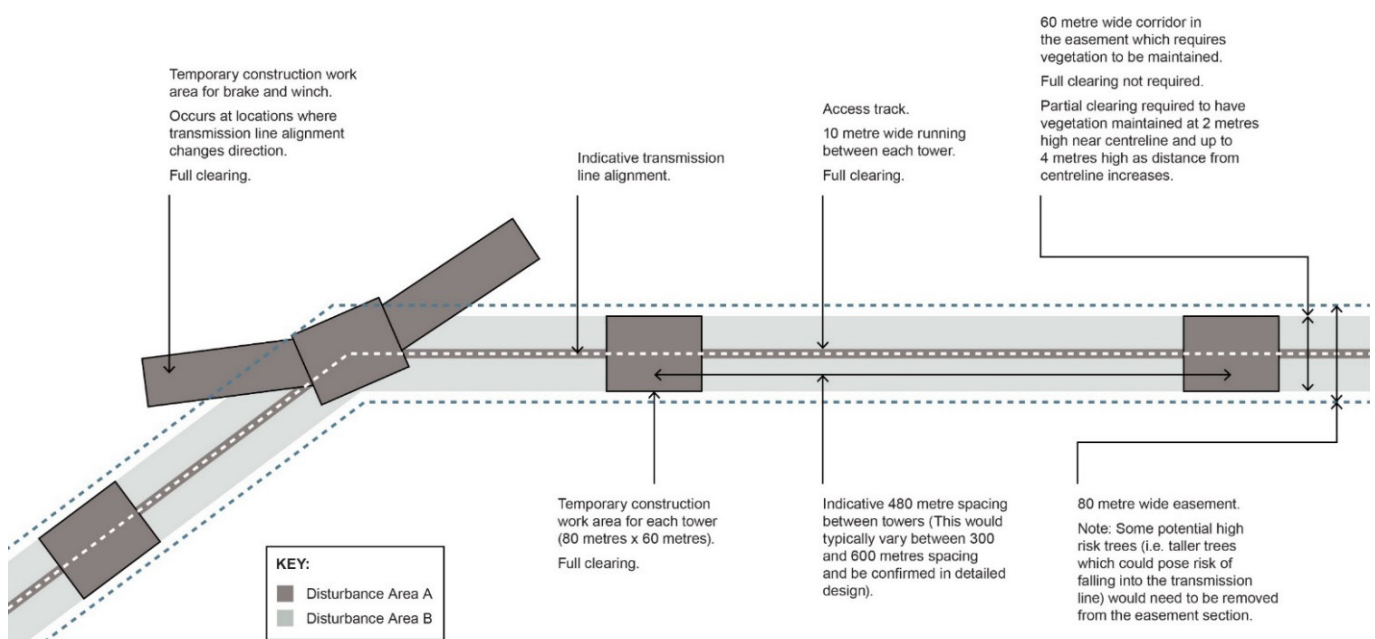 Temporary construction work
area for brake and winch.
Occurs at locations where
transmission line alignment
changes direction.
Full clearing.
Indicative transmission
line alignment.
Access track.
10 metre wide running
between each tower.
Full clearing.
60 metre wide corridor in
the easement which requires
vegetation to be maintained.
Full clearing not required.
Partial clearing required to have
vegetation maintained at 2 metres
high near centreline and up to
4 metres high as distance from
centreline increases.
Temporary construction
work area for each tower
(80 metres x 60 metres).
Full clearing.
Indicative 480 metre spacing
between towers (This would
typically vary between 300
and 600 metres spacing
and be confirmed in detailed
design).
80 metre wide easement.
Note: Some potential high
risk trees (i.e. taller trees
which could pose risk of
falling into the transmission
line) would need to be removed
from the easement section.
KEY:
Disturbance Area A
Disturbance Area B